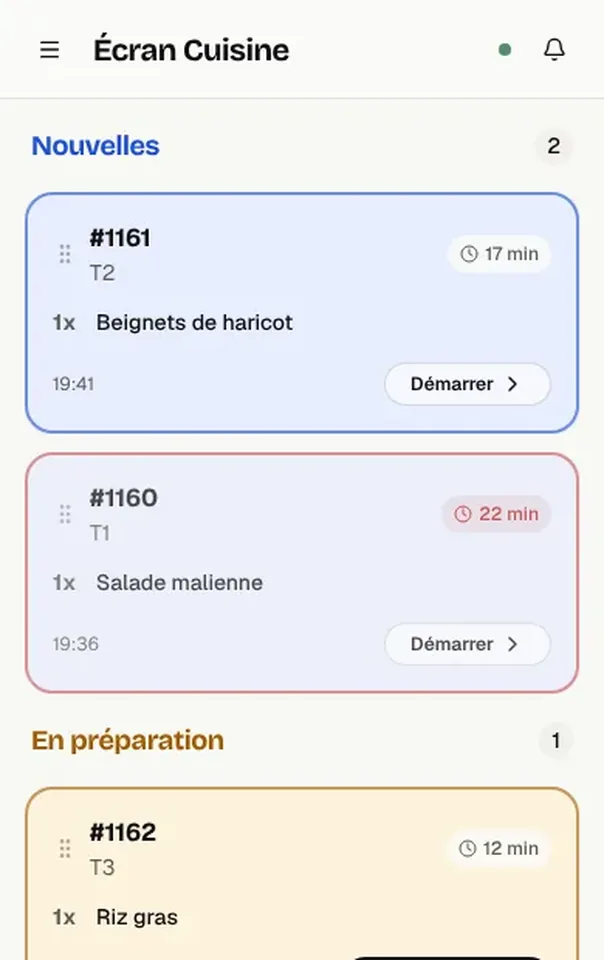 Écran Cuisine
Nouvelles 2
#1161
T2
17 min
1x Beignets de haricot
19:41 Démarrer
#1160
T1
22 min
1x Salade malienne
19:36 Démarrer
En préparation 1
#1162
T3
12 min
1x Riz gras